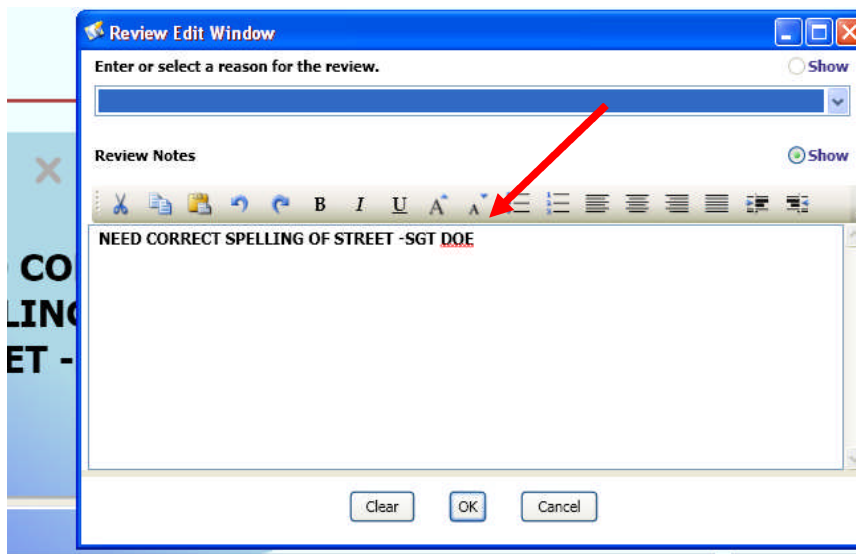 Review Edit Window
Enter or select a reason for the review.
Show
Review Notes
Show
B I U A A
NEED CORRECT SPELLING OF STREET -SGT DOE
CO
LING
ET -
Clear OK Cancel